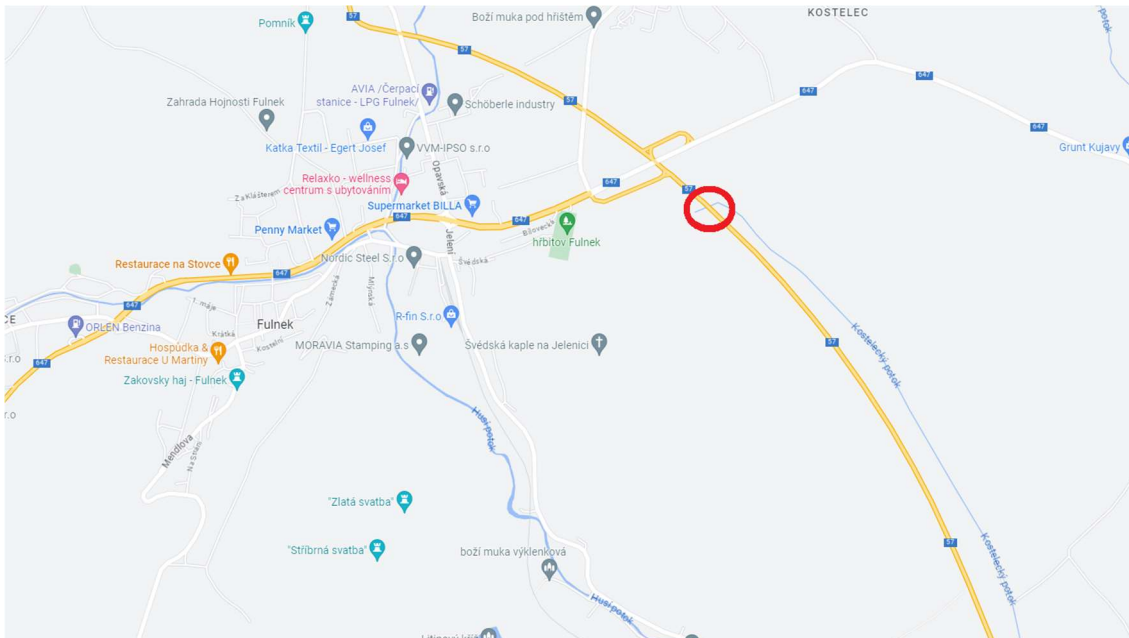 Boží muka pod hřištěm
KOSTELEC
57
Pomník
57
647
AVIA /Čerpací
stanice - LPG Fulnek/
Schöberle industry
57
647
Zahrada Hojnosti Fulnek
Katka Textil - Egert Josef
VVM-IPSO s.r.o
Grunt Kujavy
Opavská
Relaxko - wellness
centrum s ubytováním
647
57
Za Klášterem
Supermarket BILLA
647
647
Penny Market
Bílovecká
hřbitov Fulnek
Jelení
Nordic Steel S.r.o
Švédská
Restaurace na Stovce
647
Zámecká
Mlýnská
647
1. máje
R-fin S.r.o
CE
ORLEN Benzina
Fulnek
Krátká
Kostelní
MORAVIA Stamping a.s
Švédská kaple na Jelenici
57
Kostelecký potok
Hospůdka &
Restaurace U Martiny
s.r.o
647
Zakovsky haj - Fulnek
r.o
Husí potok
Mendlova
Na Stráni
"Zlatá svatba"
"Stříbrná svatba"
boží muka výklenková
57
Kostelecký potok
Husí potok